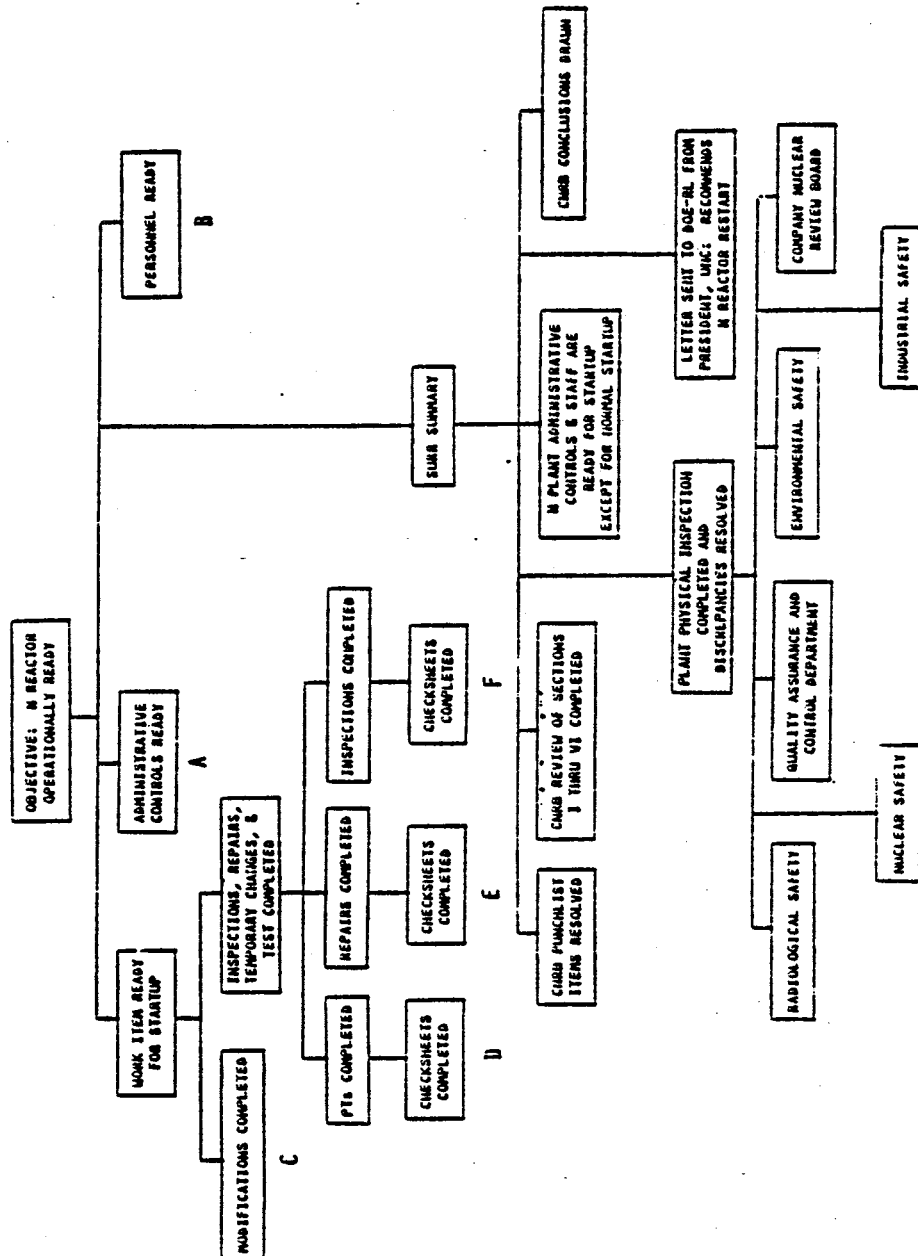 OBJECTIVE: N REACTOR
OPERATIONALLY READY
WORK ITEM READY
FOR STARTUP
ADMINISTRATIVE
CONTROLS READY
A
PERSONNEL READY
B
MODIFICATIONS COMPLETED
C
INSPECTIONS, REPAIRS,
TEMPORARY CHANGES, &
TEST COMPLETED
PTs COMPLETED
REPAIRS COMPLETED
INSPECTIONS COMPLETED
CHECKSHEETS
COMPLETED
D
CHECKSHEETS
COMPLETED
E
CHECKSHEETS
COMPLETED
F
SUMMARY
CNRB PUNCHLIST
ITEMS RESOLVED
CNRB REVIEW OF SECTIONS
I THRU VI COMPLETED
N PLANT ADMINISTRATIVE
CONTROLS & STAFF ARE
READY FOR STARTUP
EXCEPT FOR NORMAL STARTUP
CNRB CONCLUSIONS DRAWN
PLANT PHYSICAL INSPECTION
COMPLETED AND
DISCREPANCIES RESOLVED
LETTER SENT TO DOE-RL FROM
PRESIDENT, UNC: RECOMMENDS
N REACTOR RESTART
RADIOLOGICAL SAFETY
QUALITY ASSURANCE AND
CONTROL DEPARTMENT
ENVIRONMENTAL SAFETY
COMPANY NUCLEAR
REVIEW BOARD
NUCLEAR SAFETY
INDUSTRIAL SAFETY